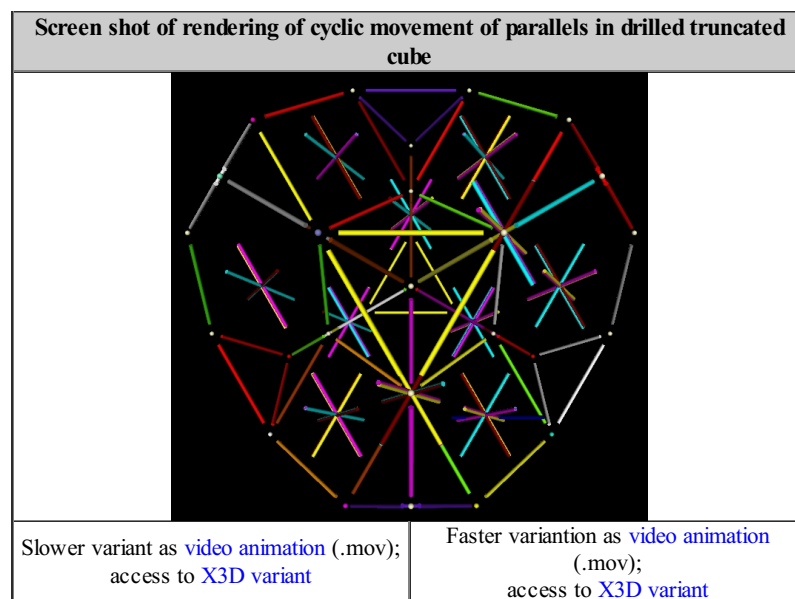 Screen shot of rendering of cyclic movement of parallels in drilled truncated
cube
Slower variant as video animation (.mov);
access to X3D variant
Faster variantion as video animation
(.mov);
access to X3D variant